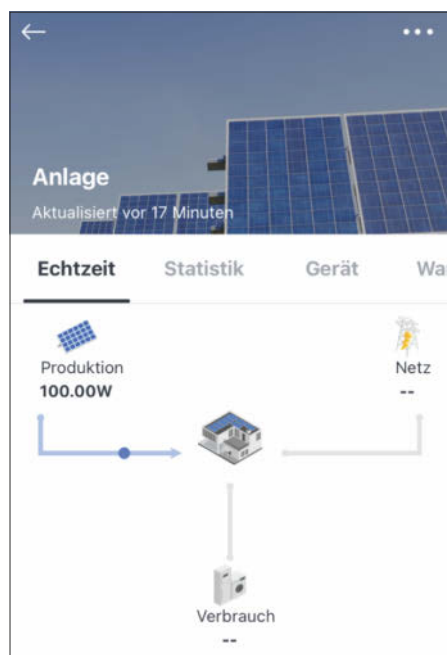 Anlage
Aktualisiert vor 17 Minuten
Echtzeit Statistik Gerät Wa
Produktion
100.00W
Netz
--
Verbrauch
--